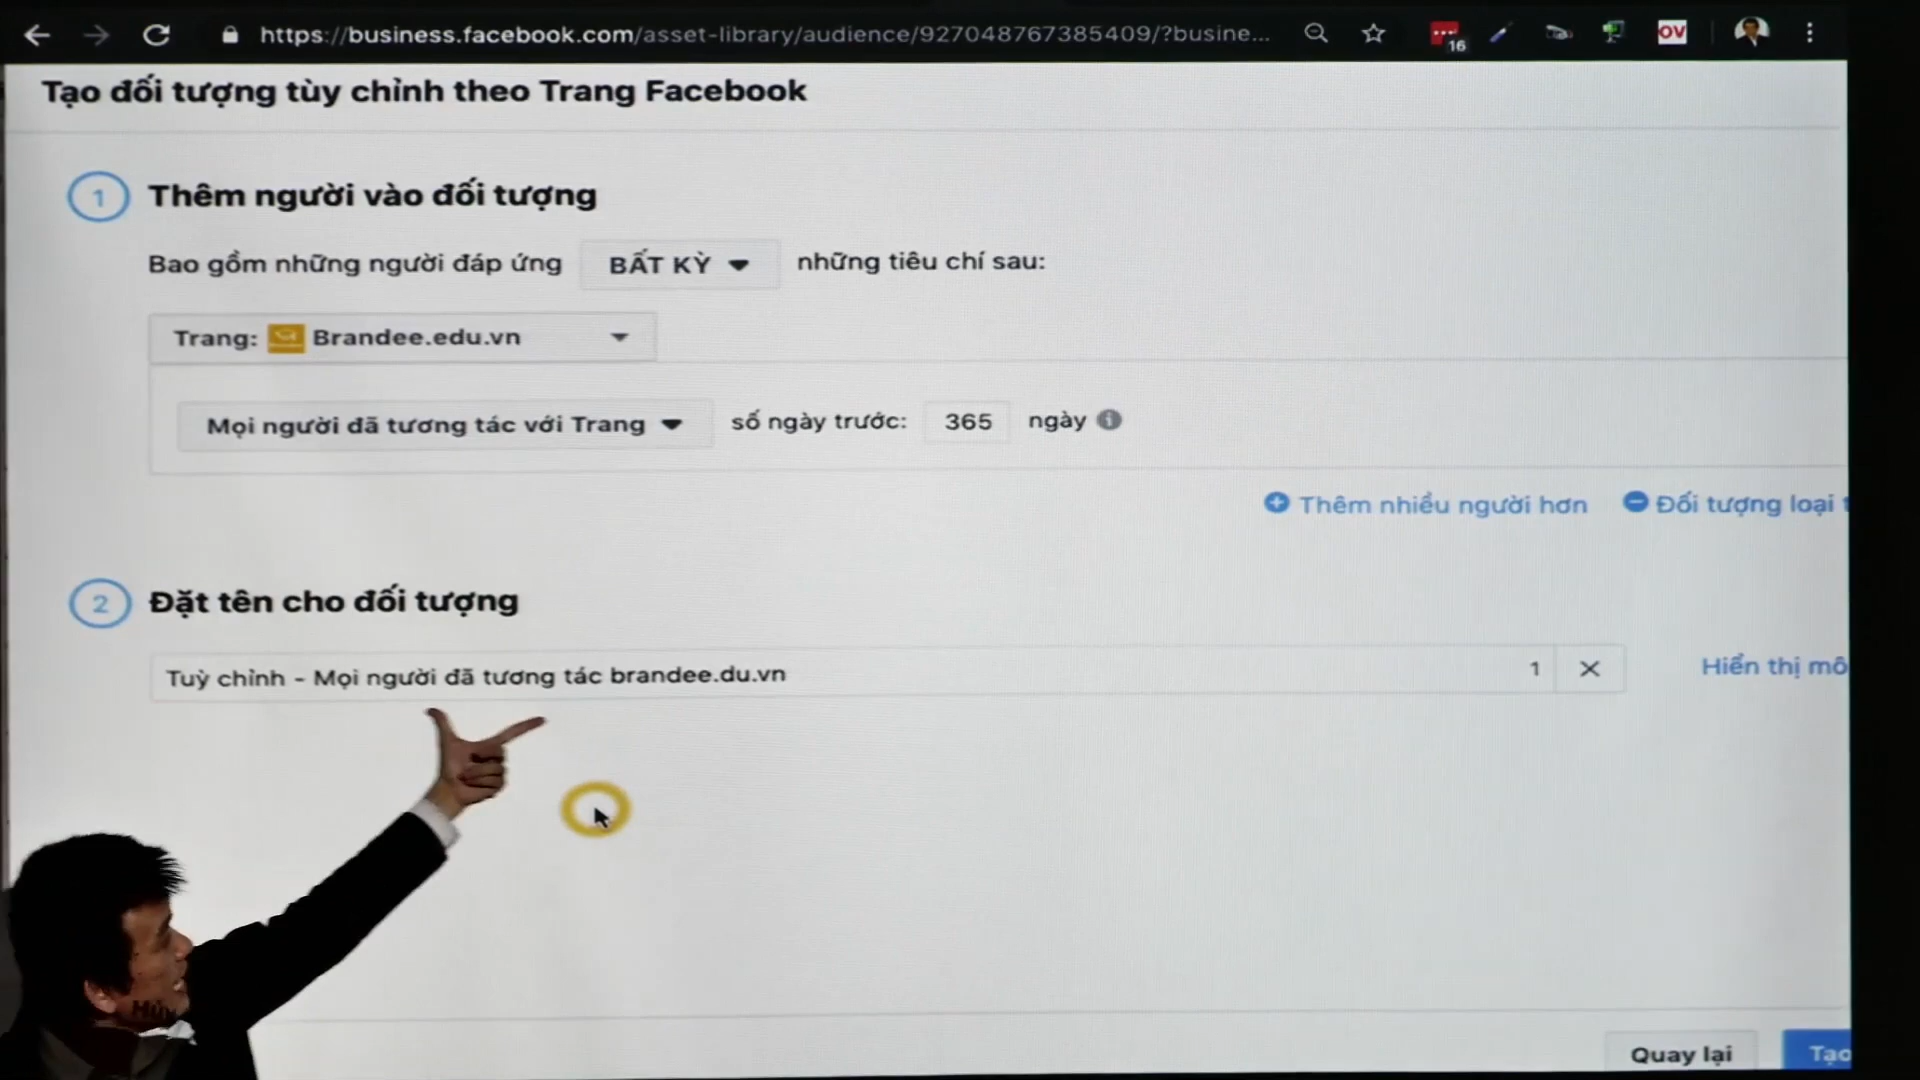 https://business.facebook.com/asset-library/audience/927048767385409/?busine...
16
OV
Tạo đối tượng tùy chỉnh theo Trang Facebook
1 Thêm người vào đối tượng
Bao gồm những người đáp ứng BẤT KỲ những tiêu chí sau:
Trang: Brandee.edu.vn
Mọi người đã tương tác với Trang số ngày trước: 365 ngày
Thêm nhiều người hơn Đối tượng loại
2 Đặt tên cho đối tượng
Tuỳ chỉnh - Mọi người đã tương tác brandee.du.vn 1
Hiển thị mô
Quay lại Tạo